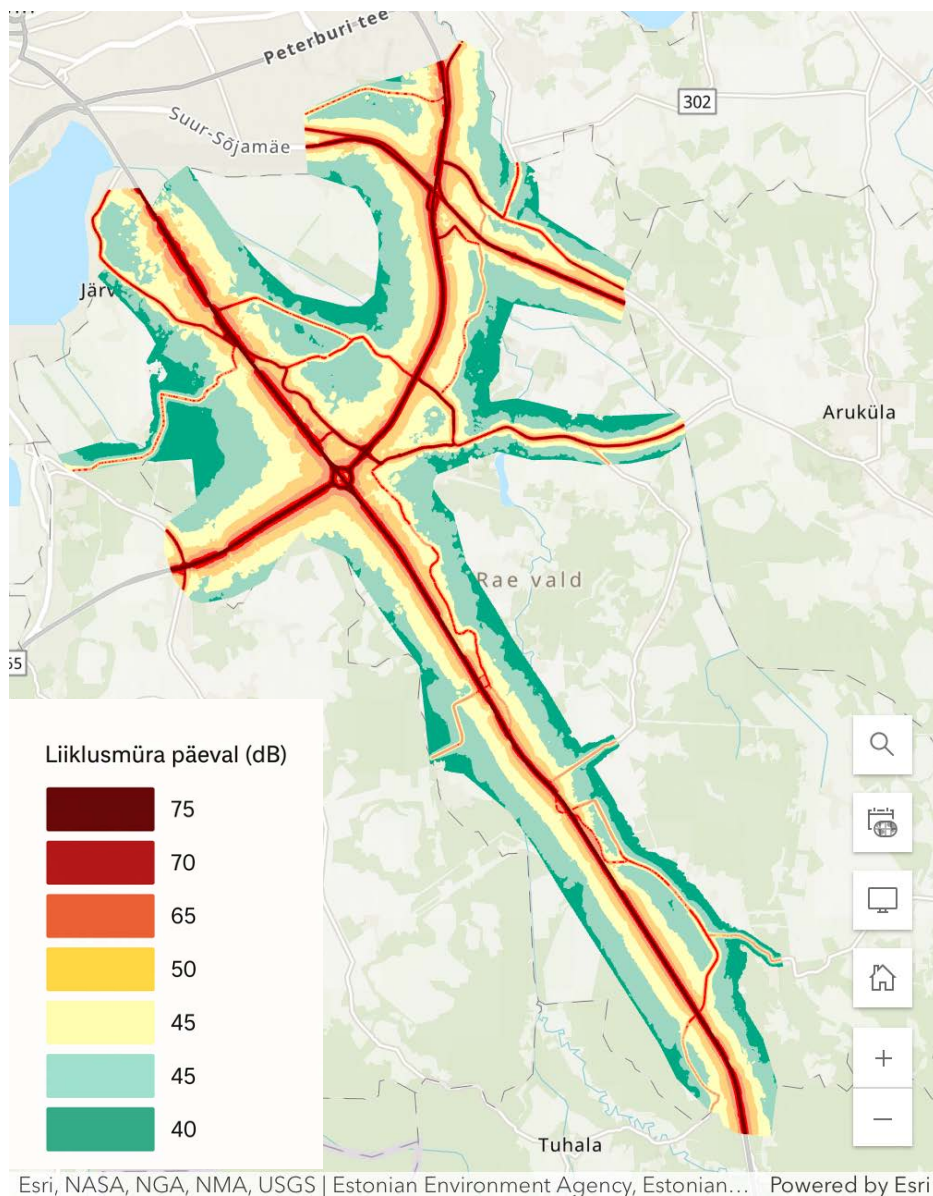 Peterburi tee
302
Suur-Sõjamäe
Järv
Aruküla
Rae vald
Liiklusmüra päeval (dB)
75
70
65
50
45
45
40
Tuhala
Esri, NASA, NGA, NMA, USGS | Estonian Environment Agency, Estonian... Powered by Esri